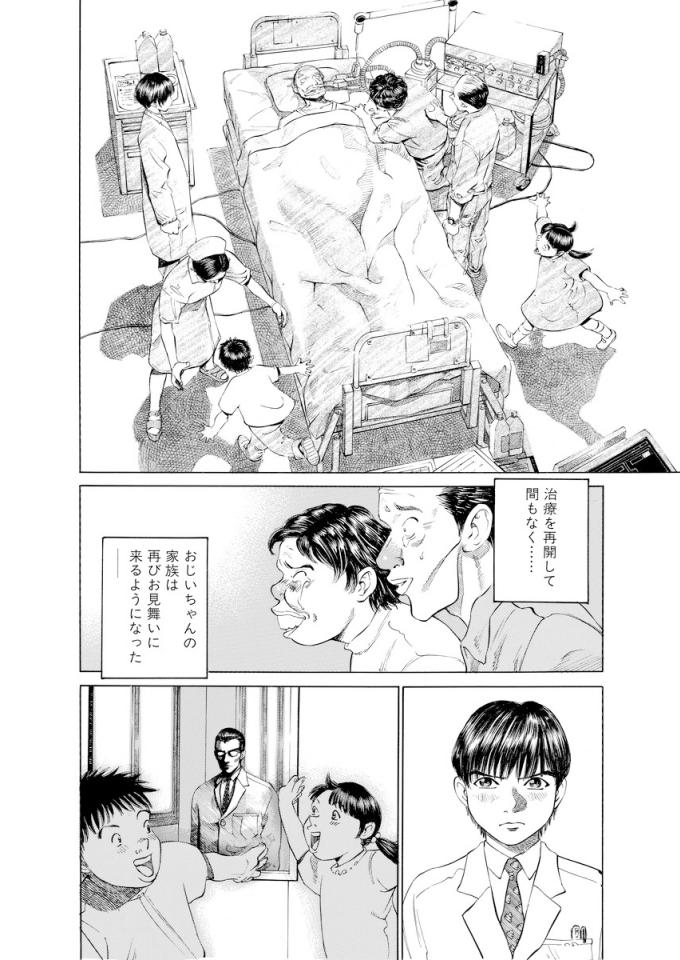 治療を再開して
間もなく……
おじいちゃんの
家族は
再びお見舞いに
来るようになった
──